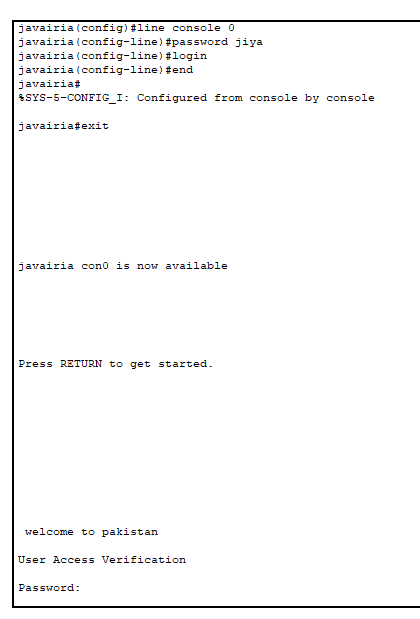 javairia(config)#line console 0
javairia(config-line)#password jiya
javairia(config-line)#login
javairia(config-line)#end
javairia#
%SYS-5-CONFIG_I: Configured from console by console
javairia#exit
javairia con0 is now available
Press RETURN to get started.
welcome to pakistan
User Access Verification
Password: